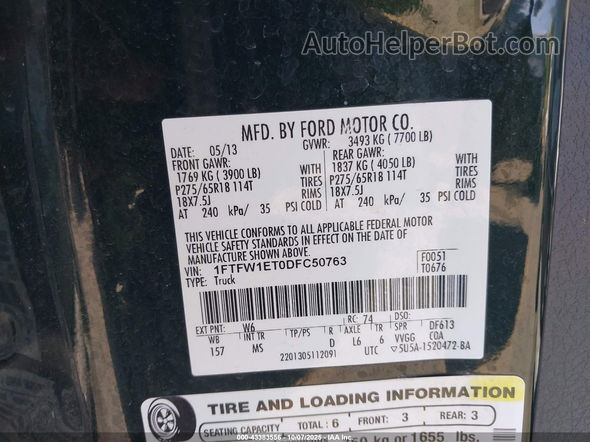 AutoHelperBot.com
MFD. BY FORD MOTOR CO.
DATE: 05/13 GVWR: 3493 KG ( 7700 LB)
FRONT GAWR: REAR GAWR:
1769 KG ( 3900 LB) 1837 KG ( 4050 LB)
P275/65R18 114T TIRES P275/65R18 114T TIRES
18X7.5J RIMS 18X7.5J RIMS
AT 240 kPa/ 35 PSI COLD AT 240 kPa/ 35 PSI COLD
THIS VEHICLE CONFORMS TO ALL APPLICABLE FEDERAL MOTOR
VEHICLE SAFETY STANDARDS IN EFFECT ON THE DATE OF
MANUFACTURE SHOWN ABOVE.
VIN: 1FTFW1ET0DFC50763 F0051
TYPE: Truck T0676
EXT PNT: W6 RC: 74 DSO:
WB INT TR TP/PS R AXLE TR SPR DF613
157 MS D L6 6 VVGG COA
2201305112091 UTC ▽5U5A-1520472-BA
TIRE AND LOADING INFORMATION
SEATING CAPACITY TOTAL: 6 FRONT: 3 REAR: 3
kg or 1655 lbs.
000-43383556 - 10/07/2025 - IAA Inc.